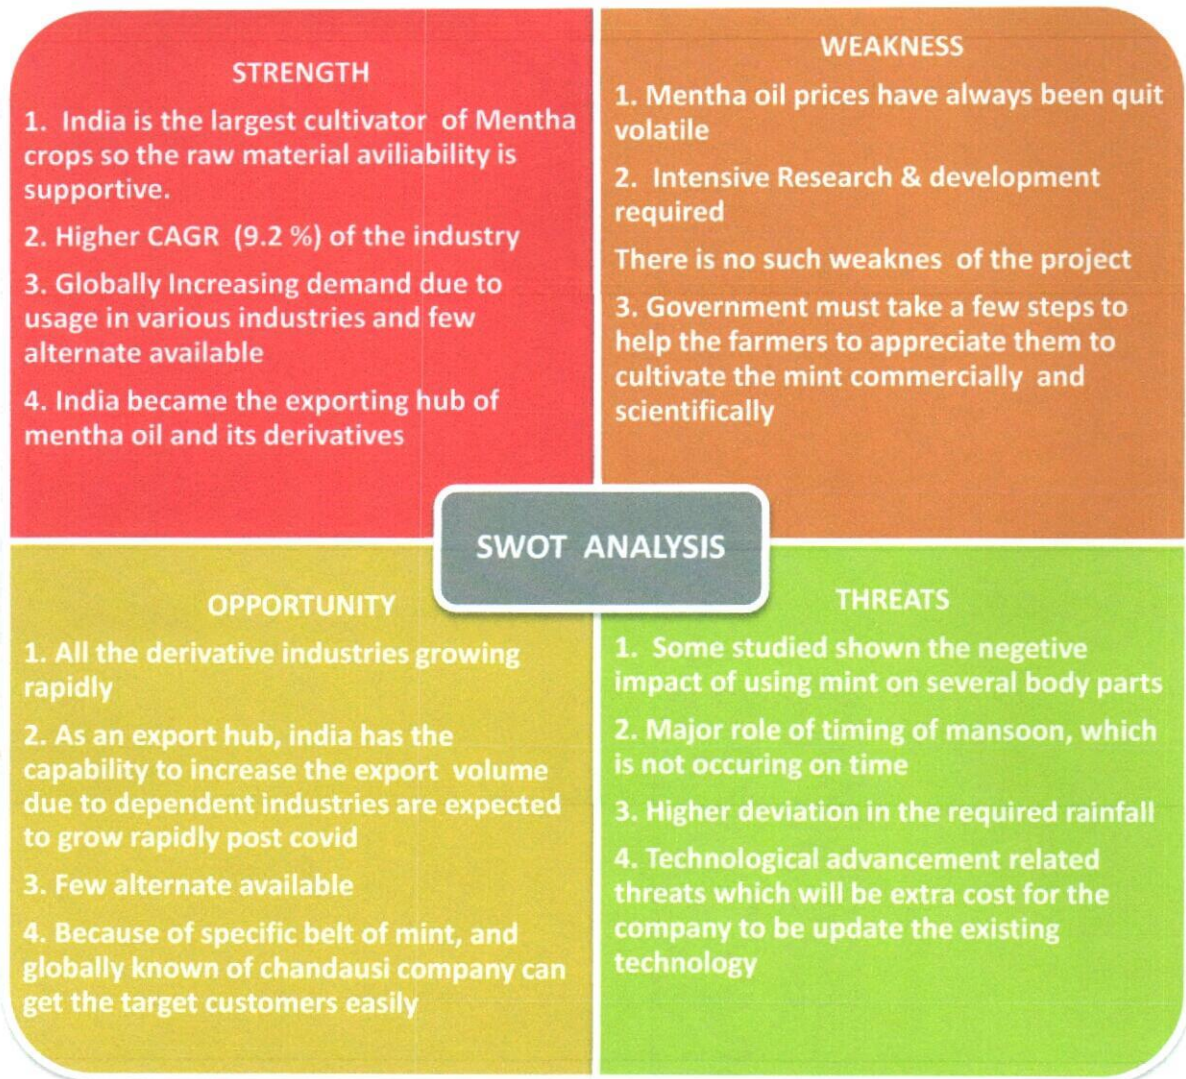 STRENGTH
1. India is the largest cultivator of Mentha
crops so the raw material aviliability is
supportive.
2. Higher CAGR (9.2 %) of the industry
3. Globally Increasing demand due to
usage in various industries and few
alternate available
4. India became the exporting hub of
mentha oil and its derivatives
WEAKNESS
1. Mentha oil prices have always been quit
volatile
2. Intensive Research & development
required
There is no such weaknes of the project
3. Government must take a few steps to
help the farmers to appreciate them to
cultivate the mint commercially and
scientifically
SWOT ANALYSIS
OPPORTUNITY
1. All the derivative industries growing
rapidly
2. As an export hub, india has the
capability to increase the export volume
due to dependent industries are expected
to grow rapidly post covid
3. Few alternate available
4. Because of specific belt of mint, and
globally known of chandausi company can
get the target customers easily
THREATS
1. Some studied shown the negetive
impact of using mint on several body parts
2. Major role of timing of mansoon, which
is not occuring on time
3. Higher deviation in the required rainfall
4. Technological advancement related
threats which will be extra cost for the
company to be update the existing
technology